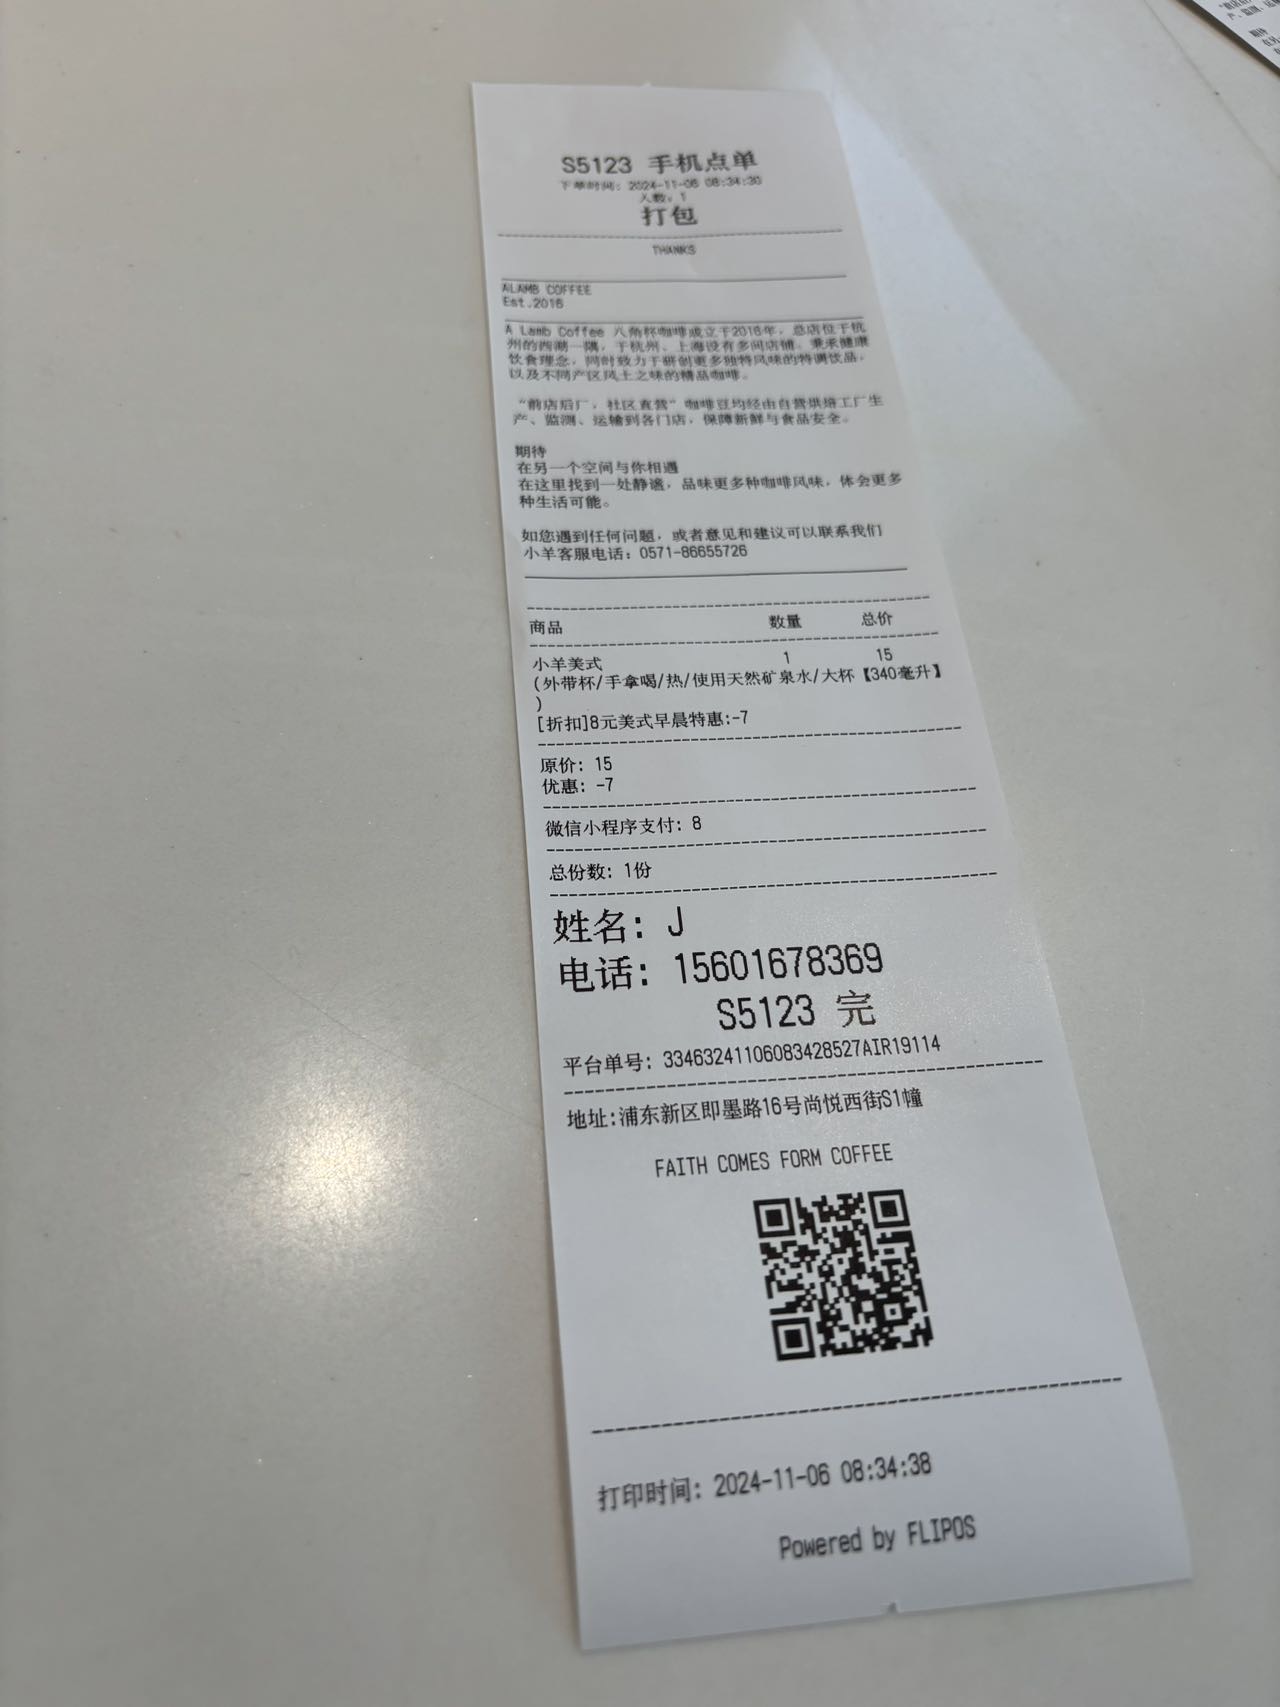 S5123 手机点单
下单时间: 2024-11-06 08:34:30
人数: 1
打包
THANKS
ALAMB COFFEE
Est.2016
A Lamb Coffee 八角杯咖啡成立于2016年，总店位于杭
州的西湖一隅，于杭州、上海设有多间店铺。秉承健康
饮食理念，同时致力于研创更多独特风味的特调饮品，
以及不同产区风土之味的精品咖啡。
“前店后厂，社区直营”咖啡豆均经由自营烘焙工厂生
产、监测、运输到各门店，保障新鲜与食品安全。
期待
在另一个空间与你相遇
在这里找到一处静谧，品味更多种咖啡风味，体会更多
种生活可能。
如您遇到任何问题，或者意见和建议可以联系我们
小羊客服电话: 0571-86655726
商品 数量 总价
小羊美式 1 15
(外带杯/手拿喝/热/使用天然矿泉水/大杯【340毫升】
)
[折扣]8元美式早晨特惠:-7
原价: 15
优惠: -7
微信小程序支付: 8
总份数: 1份
姓名: J
电话: 15601678369
S5123 完
平台单号: 33463241106083428527AIR19114
地址:浦东新区即墨路16号尚悦西街S1幢
FAITH COMES FORM COFFEE
打印时间: 2024-11-06 08:34:38
Powered by FLIPOS